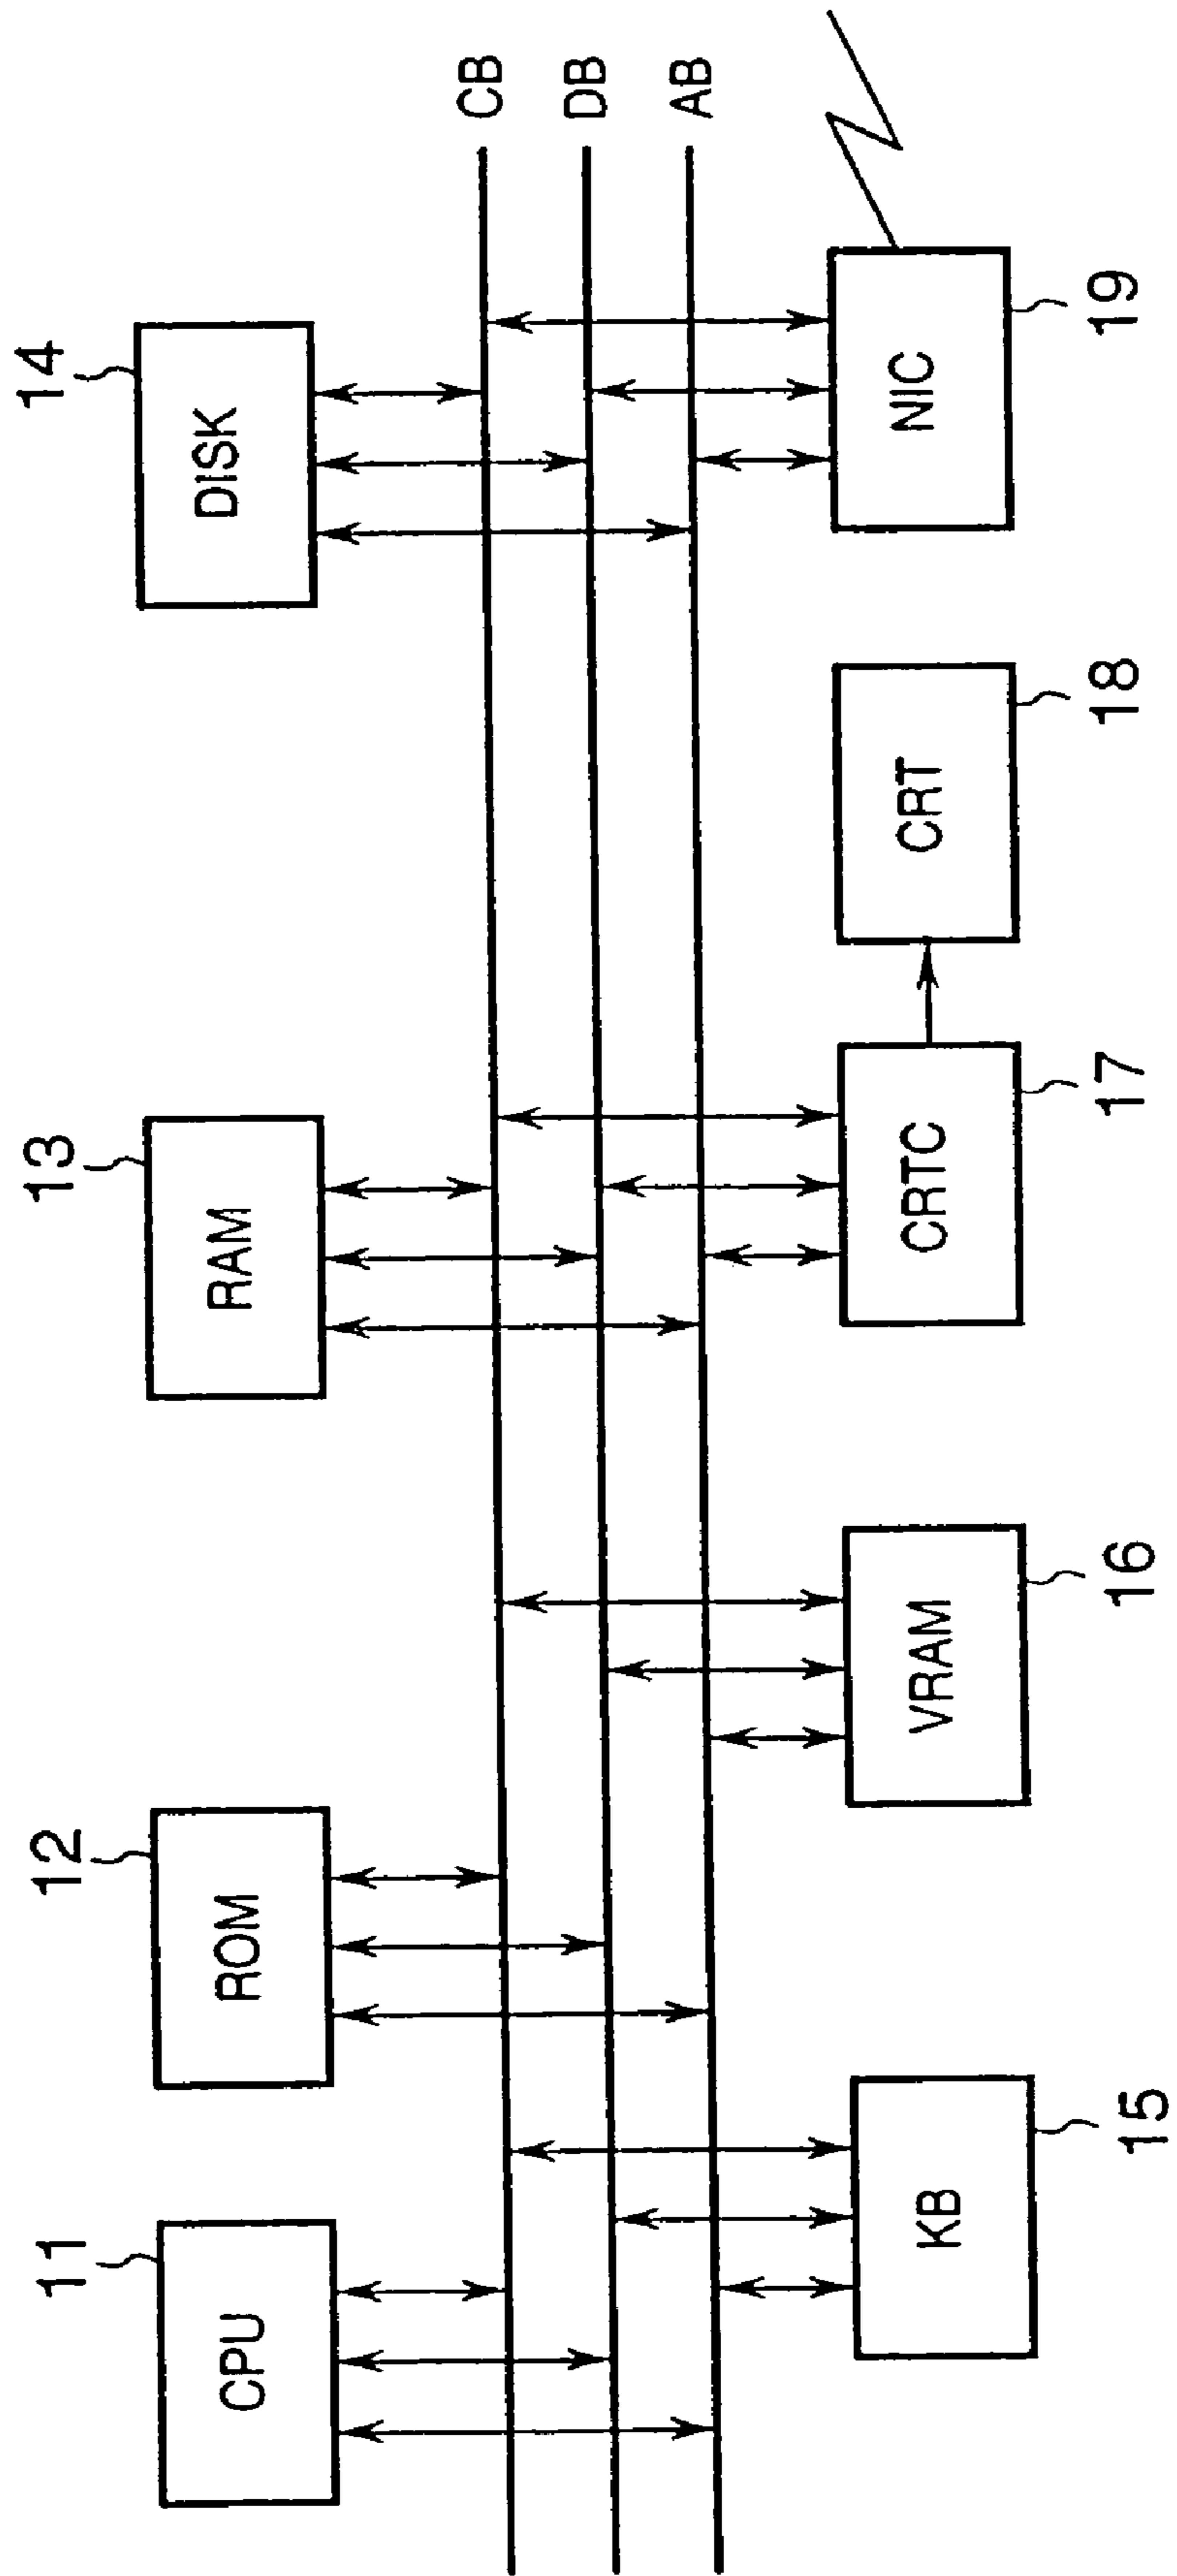 11
12
13
14
CPU
ROM
RAM
DISK
CB
DB
AB
KB
VRAM
CRTC
CRT
NIC
15
16
17
18
19